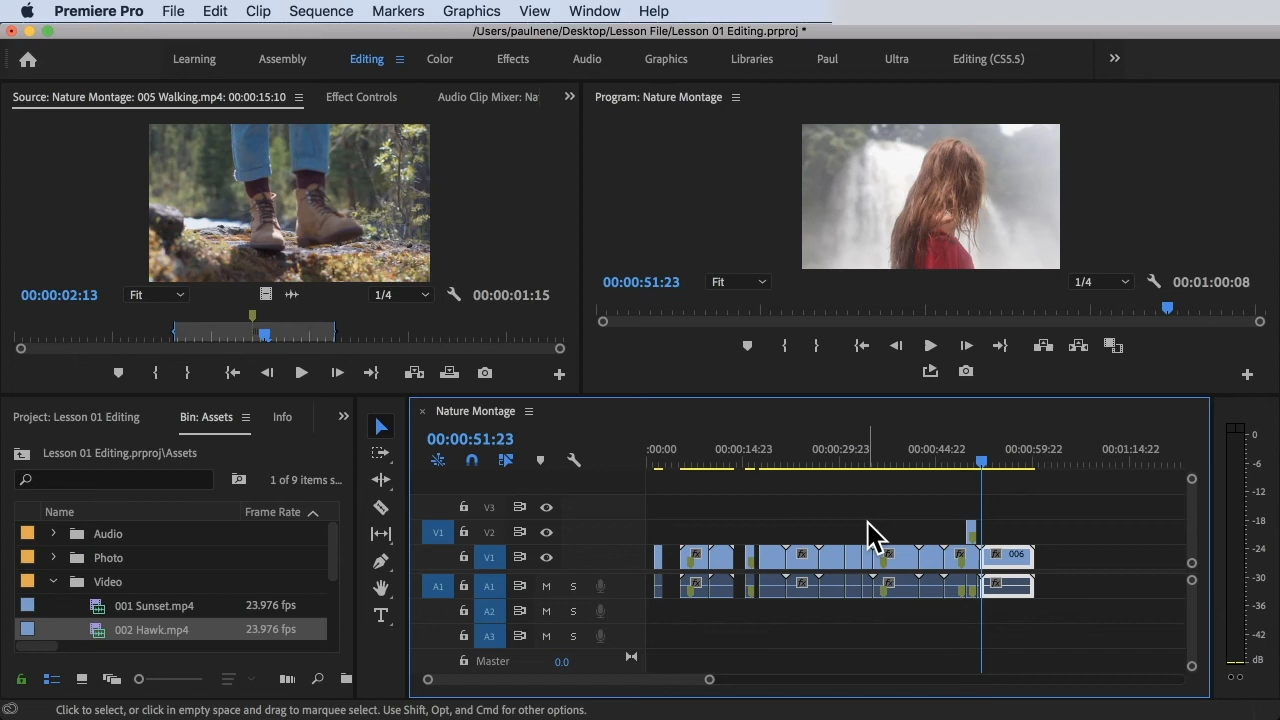 Premiere Pro File Edit Clip Sequence Markers Graphics View Window Help
/Users/paulnene/Desktop/Lesson File/Lesson 01 Editing.prproj *
Learning Assembly Editing Color Effects Audio Graphics Libraries Paul Ultra Editing (CS5.5)
Source: Nature Montage: 005 Walking.mp4: 00:00:15:10 Effect Controls Audio Clip Mixer: Na
Program: Nature Montage
00:00:02:13 Fit 1/4 00:00:01:15
00:00:51:23 Fit 1/4 00:01:00:08
Project: Lesson 01 Editing Bin: Assets Info
Lesson 01 Editing.prproj\Assets
1 of 9 items s...
Name Frame Rate
Audio
Photo
Video
001 Sunset.mp4 23.976 fps
002 Hawk.mp4 23.976 fps
× Nature Montage
00:00:51:23
:00:00 00:00:14:23 00:00:29:23 00:00:44:22 00:00:59:22 00:01:14:22
V3
V1 V2
V1 fx fx fx fx fx 006
A1 A1 M S fx fx fx fx
A2 M S
A3 M S
Master 0.0
0
-6
-12
-18
-24
-30
-36
-42
dB
Click to select, or click in empty space and drag to marquee select. Use Shift, Opt, and Cmd for other options.